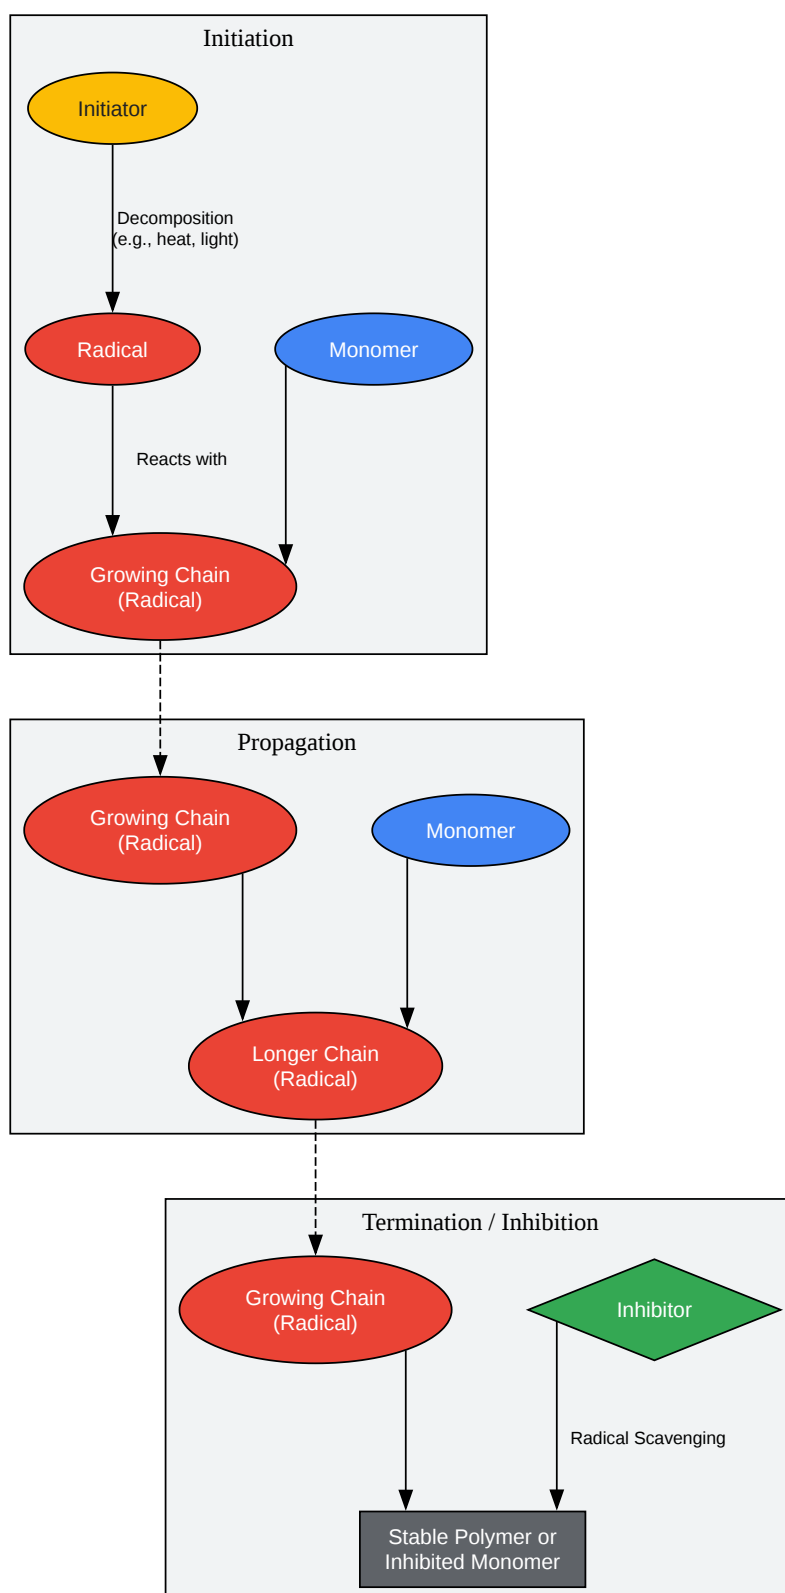 Initiation
Initiator
Decomposition
(e.g., heat, light)
Radical
Monomer
Reacts with
Growing Chain
(Radical)
Propagation
Growing Chain
(Radical)
Monomer
Longer Chain
(Radical)
Termination / Inhibition
Growing Chain
(Radical)
Inhibitor
Radical Scavenging
Stable Polymer or
Inhibited Monomer